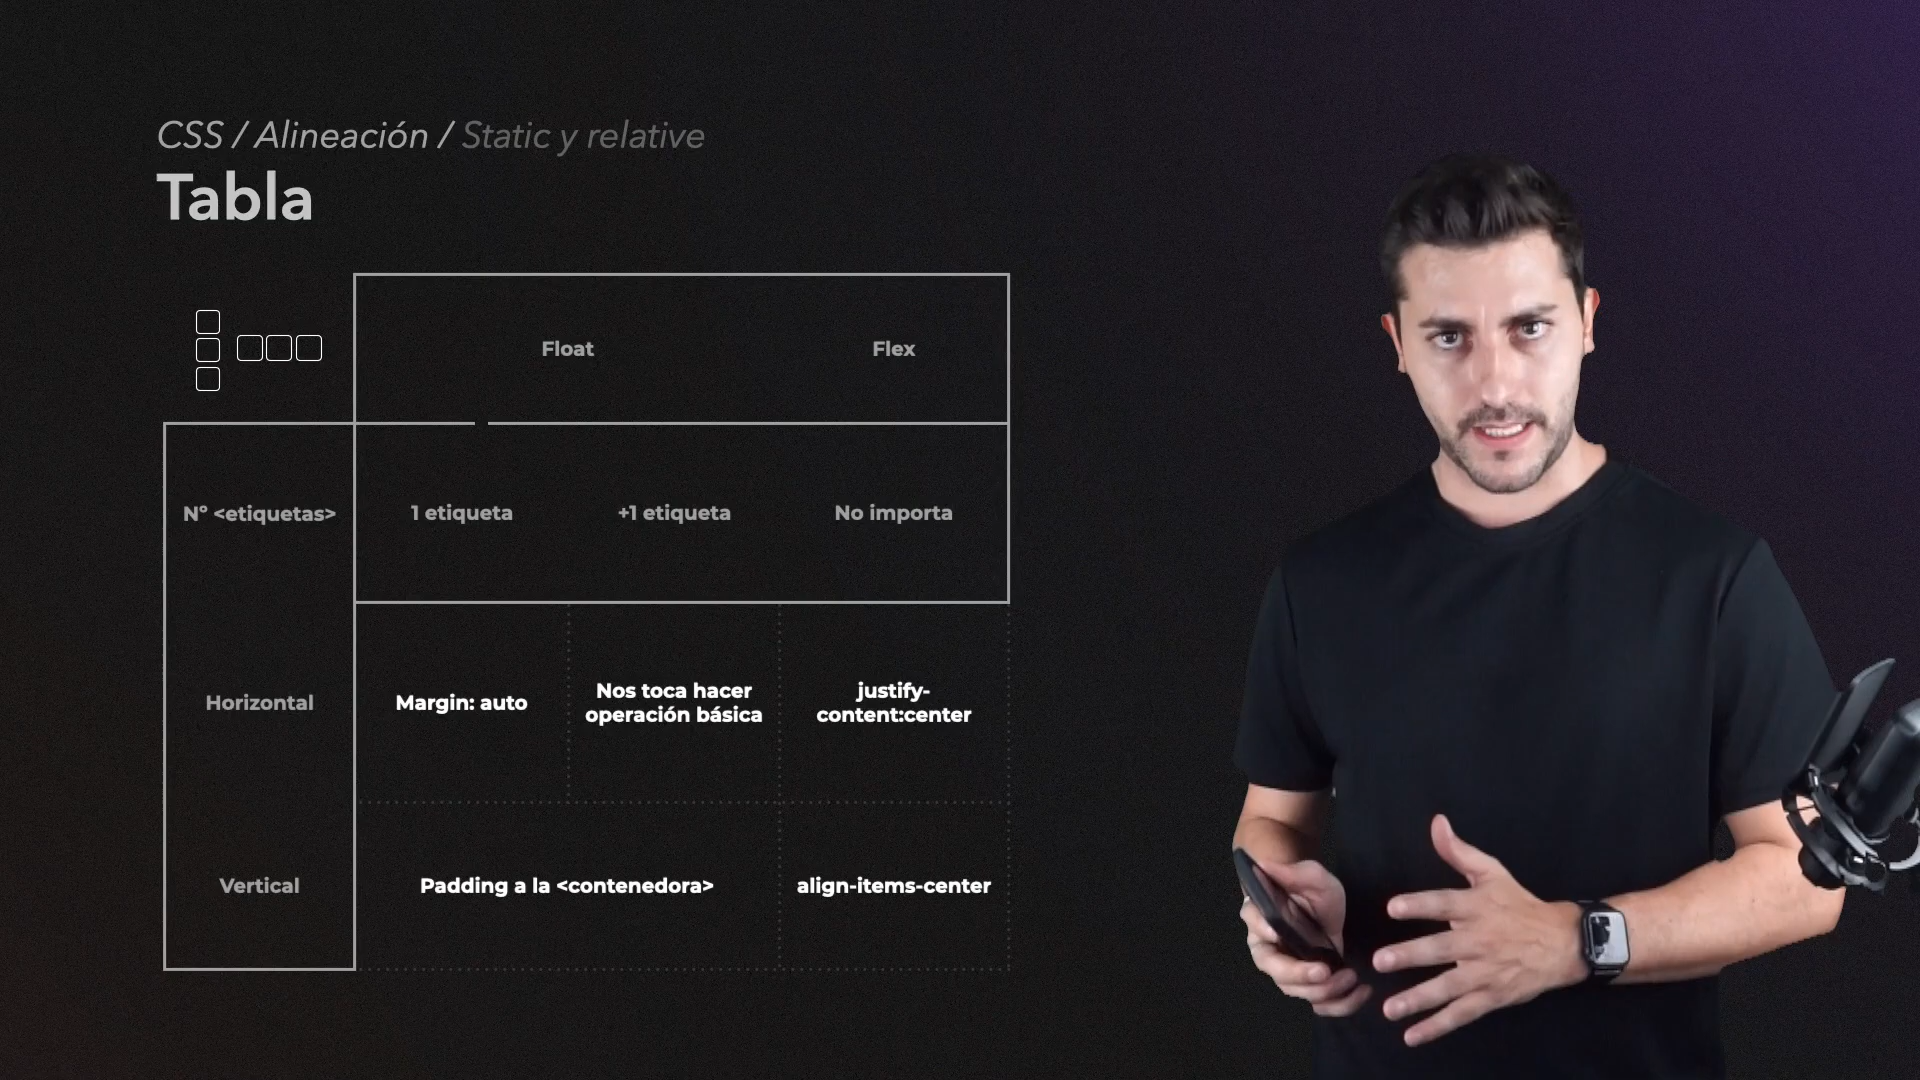 CSS / Alineación / Static y relative
Tabla
Float
Flex
Nº <etiquetas>
1 etiqueta
+1 etiqueta
No importa
Horizontal
Margin: auto
Nos toca hacer
operación básica
justify-
content:center
Vertical
Padding a la <contenedora>
align-items-center